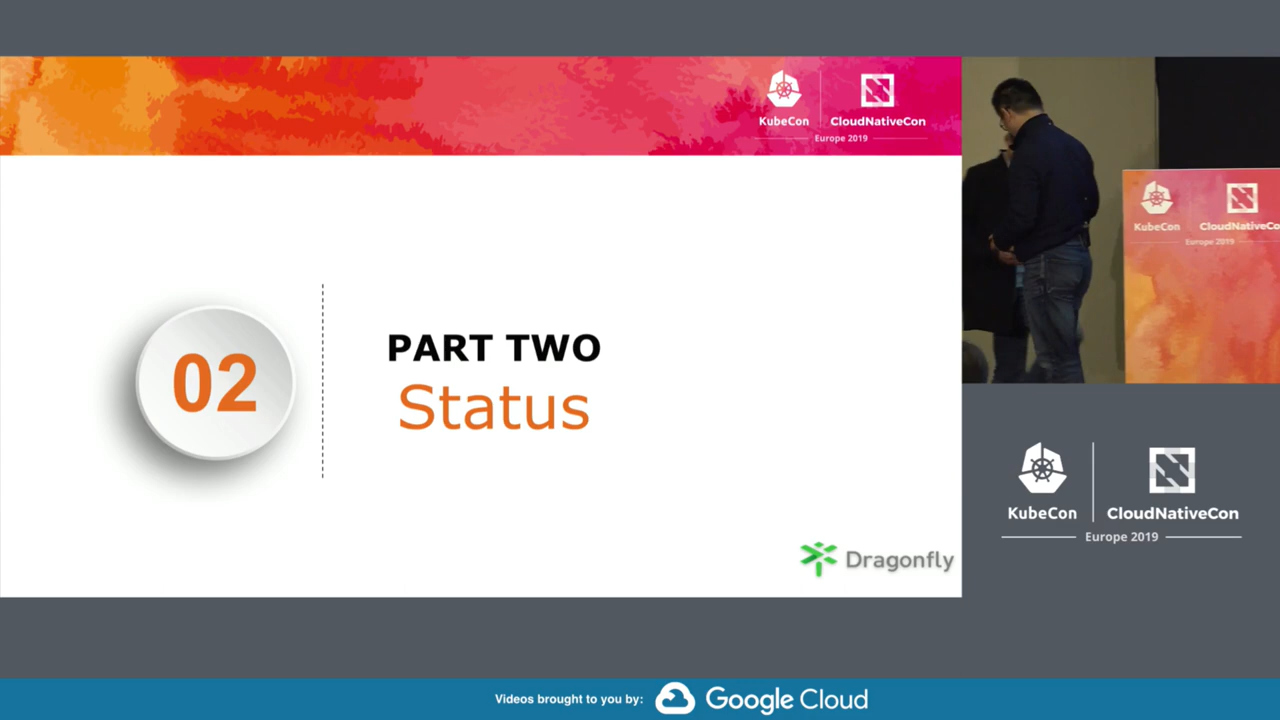 KubeCon
CloudNativeCon
Europe 2019
02
PART TWO
Status
Dragonfly
KubeCon
CloudNativeCo
Europe 2019
KubeCon
CloudNativeCon
Europe 2019
Videos brought to you by:
Google Cloud